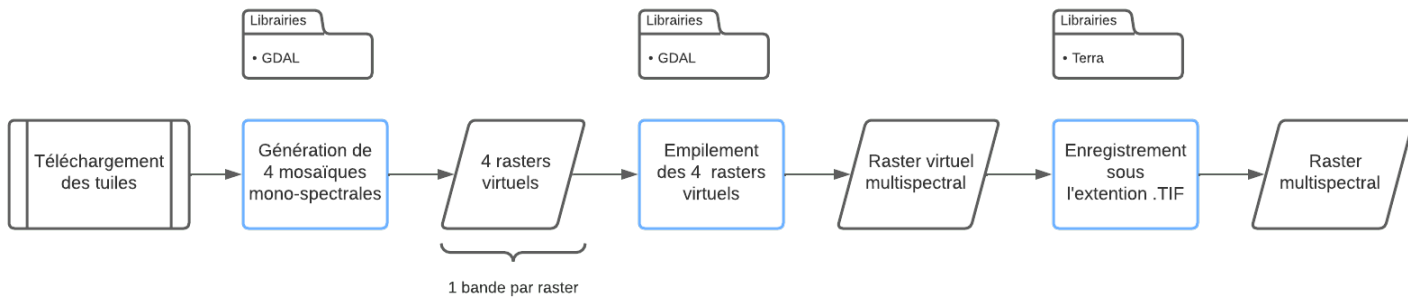 Librairies
• GDAL
Librairies
• GDAL
Librairies
• Terra
Téléchargement
des tuiles
Génération de
4 mosaïques
mono-spectrales
4 rasters
virtuels
Empilement
des 4 rasters
virtuels
Raster virtuel
multispectral
Enregistrement
sous
l'extention .TIF
Raster
multispectral
1 bande par raster